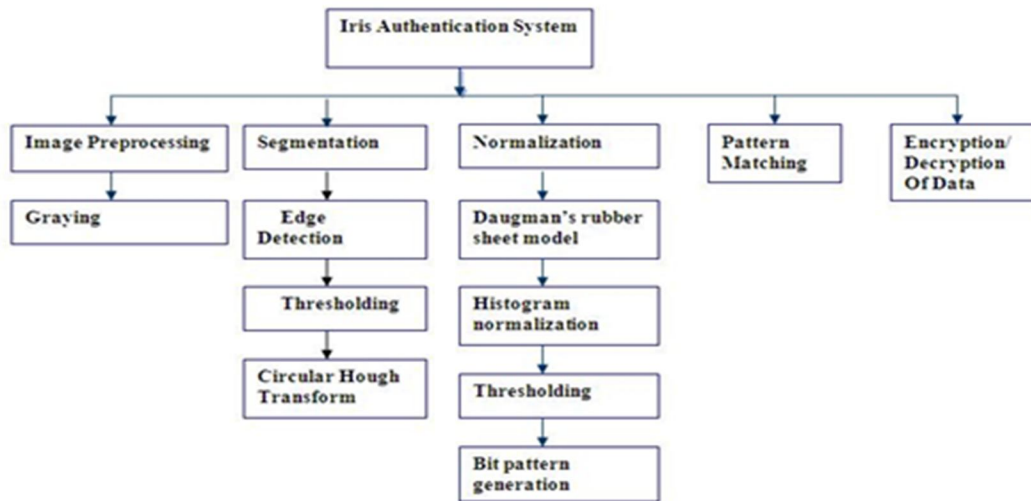 Iris Authentication System
Image Preprocessing
Segmentation
Normalization
Pattern
Matching
Encryption/
Decryption
Of Data
Graying
Edge
Detection
Daugman's rubber
sheet model
Thresholding
Histogram
normalization
Circular Hough
Transform
Thresholding
Bit pattern
generation